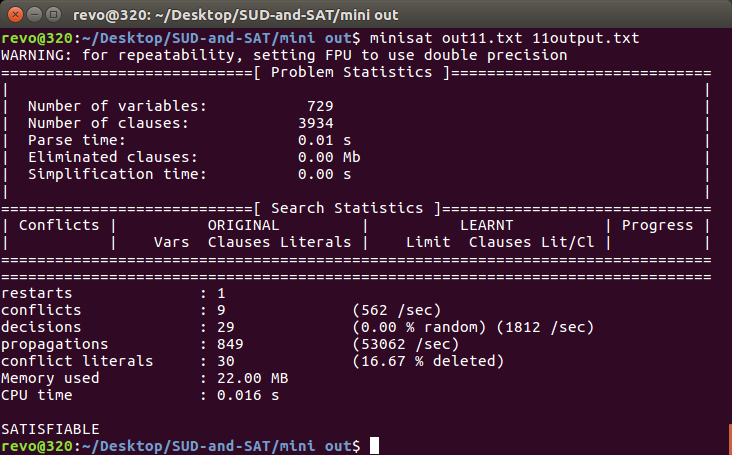 revo@320: ~/Desktop/SUD-and-SAT/mini out
revo@320:~/Desktop/SUD-and-SAT/mini out$ minisat out11.txt 11output.txt
WARNING: for repeatability, setting FPU to use double precision
============================[ Problem Statistics ]=============================
|                                                                             |
|  Number of variables:           729                                         |
|  Number of clauses:            3934                                         |
|  Parse time:                   0.01 s                                       |
|  Eliminated clauses:           0.00 Mb                                      |
|  Simplification time:          0.00 s                                       |
|                                                                             |
============================[ Search Statistics ]==============================
| Conflicts |          ORIGINAL         |          LEARNT          | Progress |
|           |    Vars  Clauses Literals |    Limit  Clauses Lit/Cl |          |
===============================================================================
===============================================================================
restarts              : 1
conflicts             : 9              (562 /sec)
decisions             : 29             (0.00 % random) (1812 /sec)
propagations          : 849            (53062 /sec)
conflict literals     : 30             (16.67 % deleted)
Memory used           : 22.00 MB
CPU time              : 0.016 s

SATISFIABLE
revo@320:~/Desktop/SUD-and-SAT/mini out$